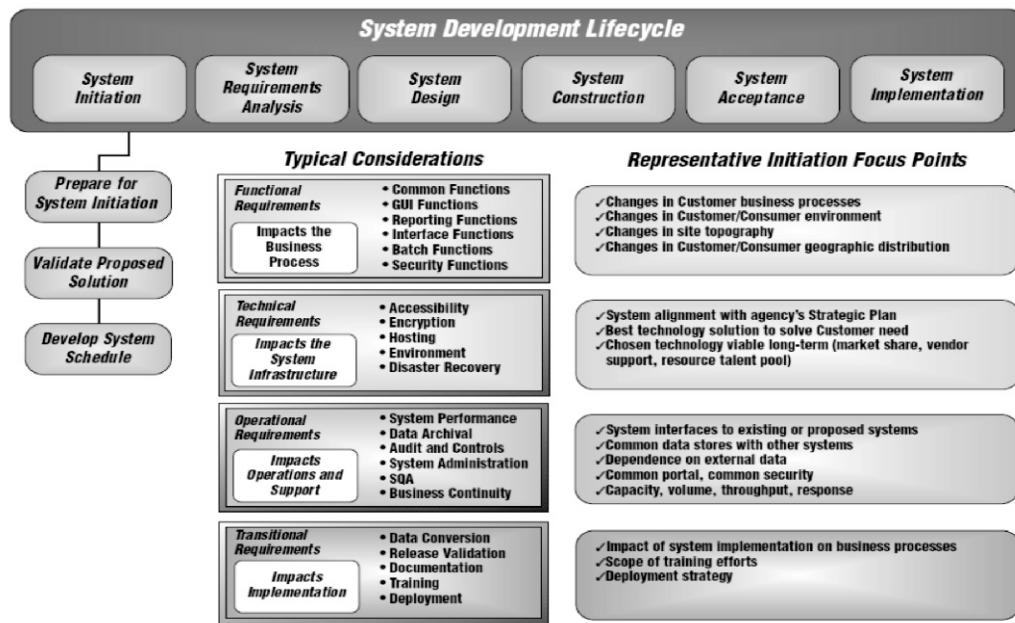 System Development Lifecycle
System
Initiation
System
Requirements
Analysis
System
Design
System
Construction
System
Acceptance
System
Implementation
Prepare for
System Initiation
Validate Proposed
Solution
Develop System
Schedule
Typical Considerations
Representative Initiation Focus Points
Functional
Requirements
Impacts the
Business
Process
• Common Functions
• GUI Functions
• Reporting Functions
• Interface Functions
• Batch Functions
• Security Functions
✓Changes in Customer business processes
✓Changes in Customer/Consumer environment
✓Changes in site topography
✓Changes in Customer/Consumer geographic distribution
Technical
Requirements
Impacts the
System
Infrastructure
• Accessibility
• Encryption
• Hosting
• Environment
• Disaster Recovery
✓System alignment with agency's Strategic Plan
✓Best technology solution to solve Customer need
✓Chosen technology viable long-term (market share, vendor
support, resource talent pool)
Operational
Requirements
Impacts
Operations and
Support
• System Performance
• Data Archival
• Audit and Controls
• System Administration
• SQA
• Business Continuity
✓System interfaces to existing or proposed systems
✓Common data stores with other systems
✓Dependence on external data
✓Common portal, common security
✓Capacity, volume, throughput, response
Transitional
Requirements
Impacts
Implementation
• Data Conversion
• Release Validation
• Documentation
• Training
• Deployment
✓Impact of system implementation on business processes
✓Scope of training efforts
✓Deployment strategy